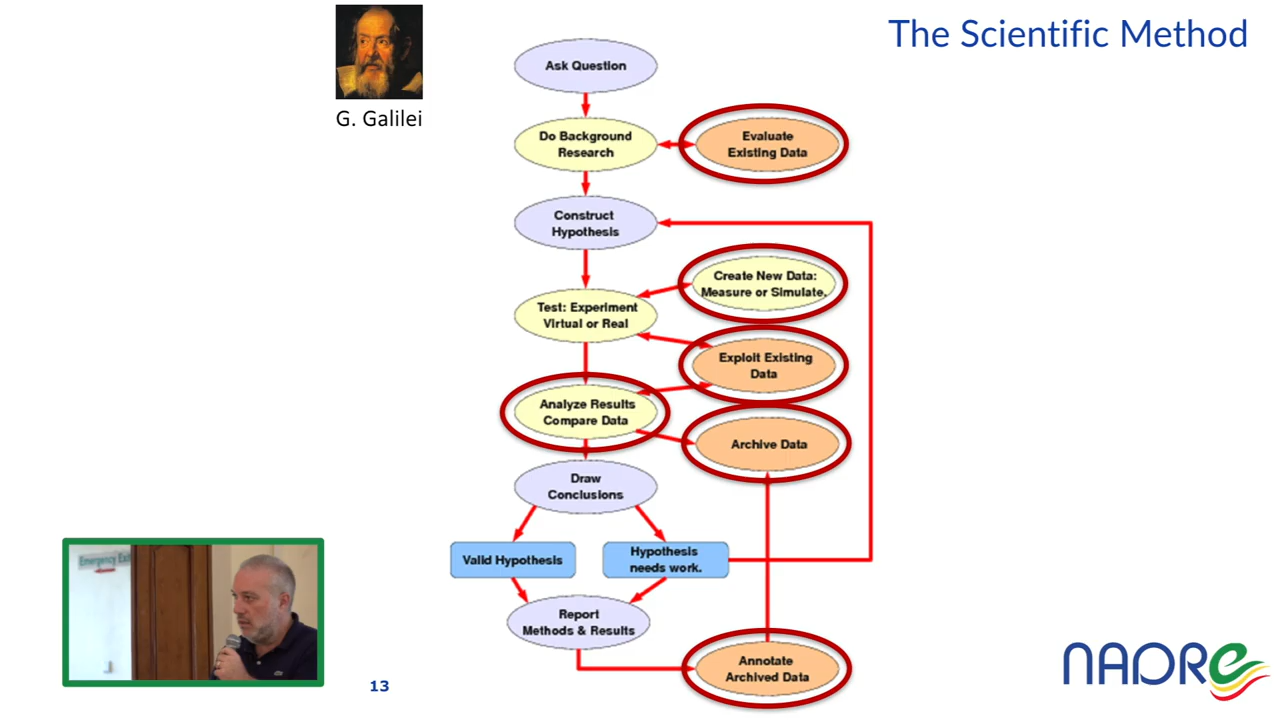 The Scientific Method
G. Galilei
Ask Question
Do Background
Research
Evaluate
Existing Data
Construct
Hypothesis
Create New Data:
Measure or Simulate.
Test: Experiment
Virtual or Real
Exploit Existing
Data
Analyze Results
Compare Data
Archive Data
Draw
Conclusions
Valid Hypothesis
Hypothesis
needs work.
Report
Methods & Results
Annotate
Archived Data
Emergency
13
NADRe